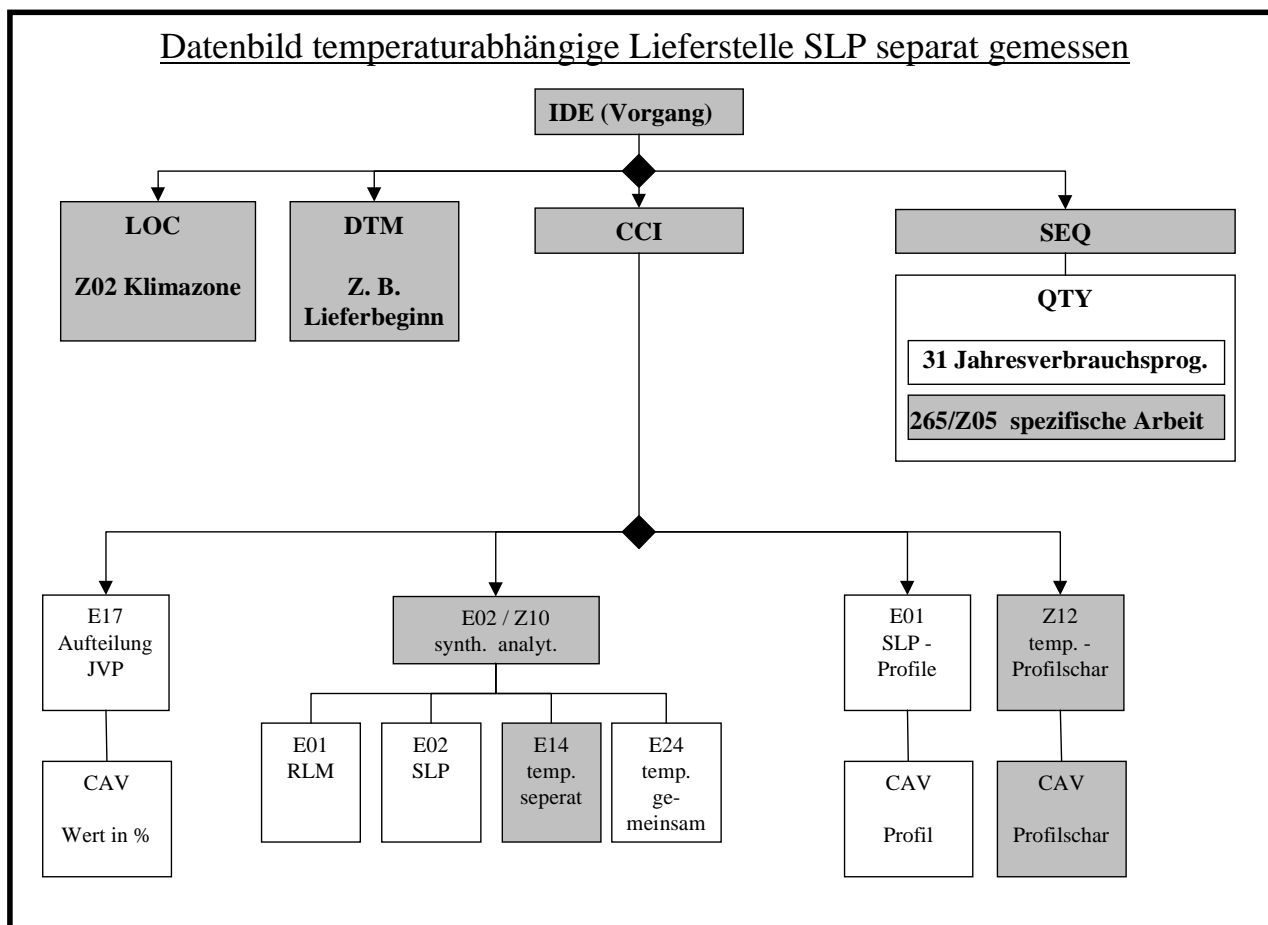 Datenbild temperaturabhängige Lieferstelle SLP separat gemessen
IDE (Vorgang)
LOC
Z02 Klimazone
DTM
Z. B.
Lieferbeginn
CCI
SEQ
QTY
31 Jahresverbrauchsprog.
265/Z05 spezifische Arbeit
E17
Aufteilung
JVP
E02 / Z10
synth. analyt.
E01
SLP -
Profile
Z12
temp. -
Profilschar
E01
RLM
E02
SLP
E14
temp.
seperat
E24
temp.
ge-
meinsam
CAV
Wert in %
CAV
Profil
CAV
Profilschar